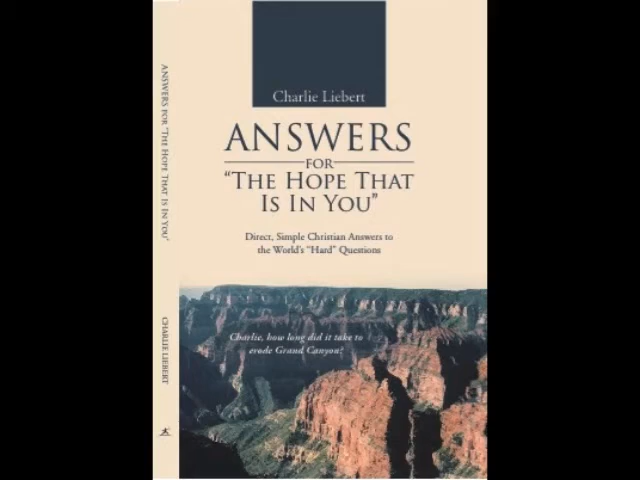 ANSWERS FOR "THE HOPE THAT IS IN YOU"
CHARLIE LIEBERT
Charlie Liebert
ANSWERS
FOR
“THE HOPE THAT
IS IN YOU”
Direct, Simple Christian Answers to
the World's “Hard” Questions
Charlie, how long did it take to
erode Grand Canyon?